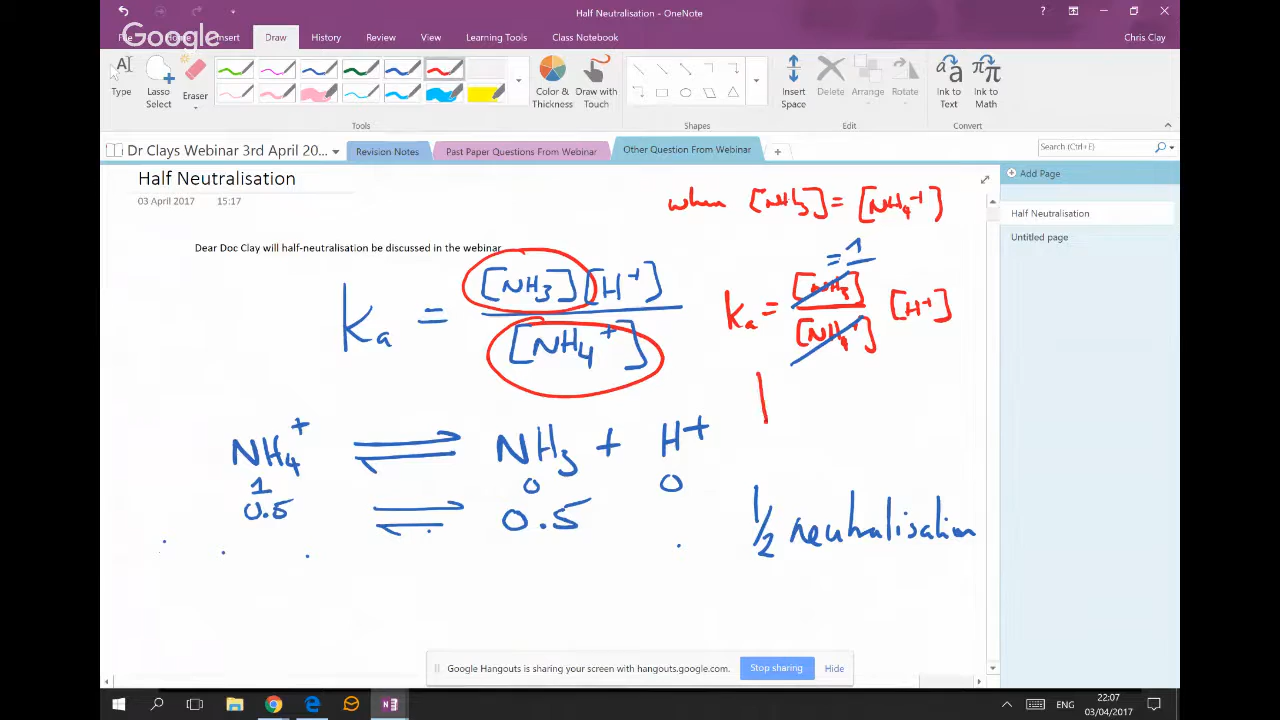 Half Neutralisation - OneNote
Google
Insert Draw History Review View Learning Tools Class Notebook
Chris Clay
Type
Lasso Select
Eraser
Color & Thickness
Draw with Touch
Insert Space
Delete
Arrange
Rotate
Ink to Text
Ink to Math
Tools
Shapes
Edit
Convert
Dr Clays Webinar 3rd April 20...
Revision Notes
Past Paper Questions From Webinar
Other Question From Webinar
Search (Ctrl+E)
Add Page
Half Neutralisation
Untitled page
Half Neutralisation
03 April 2017 15:17
when [NH3] = [NH4+]
Dear Doc Clay will half-neutralisation be discussed in the webinar
Ka = [NH3][H+]
[NH4+]
= 1
Ka = [NH3] [H+]
[NH4+]
NH4+ ⇌ NH3 + H+
1 0 0
0.5 ⇌ 0.5
1/2 neutralisation
Google Hangouts is sharing your screen with hangouts.google.com.
Stop sharing
Hide
ENG
22:07
03/04/2017